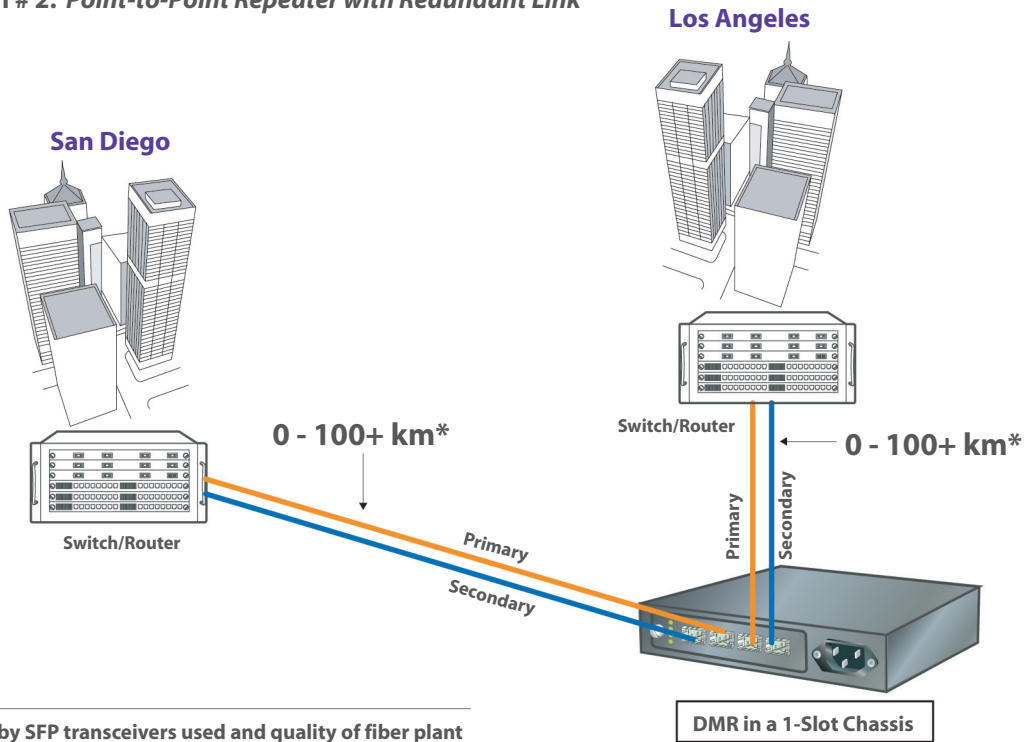 # 2: Point-to-Point Repeater with Redundant Link
Los Angeles
San Diego
Switch/Router
0 - 100+ km*
Switch/Router
0 - 100+ km*
Primary
Secondary
Primary
Secondary
by SFP transceivers used and quality of fiber plant
DMR in a 1-Slot Chassis